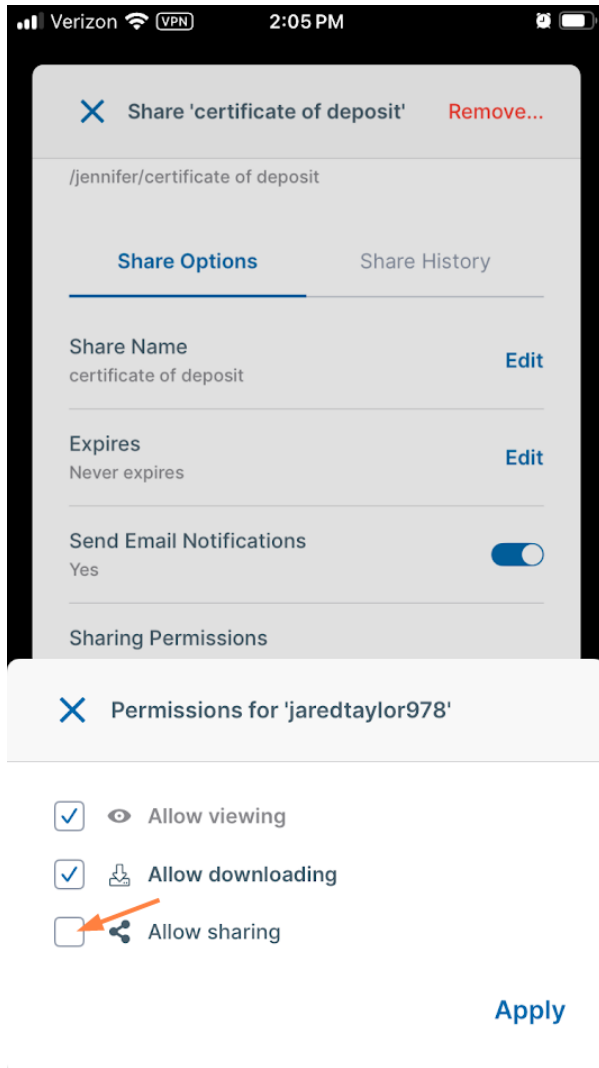 Verizon VPN 2:05 PM
Share 'certificate of deposit' Remove...
/jennifer/certificate of deposit
Share Options Share History
Share Name
certificate of deposit
Edit
Expires
Never expires
Edit
Send Email Notifications
Yes
Sharing Permissions
Permissions for 'jaredtaylor978'
Allow viewing
Allow downloading
Allow sharing
Apply